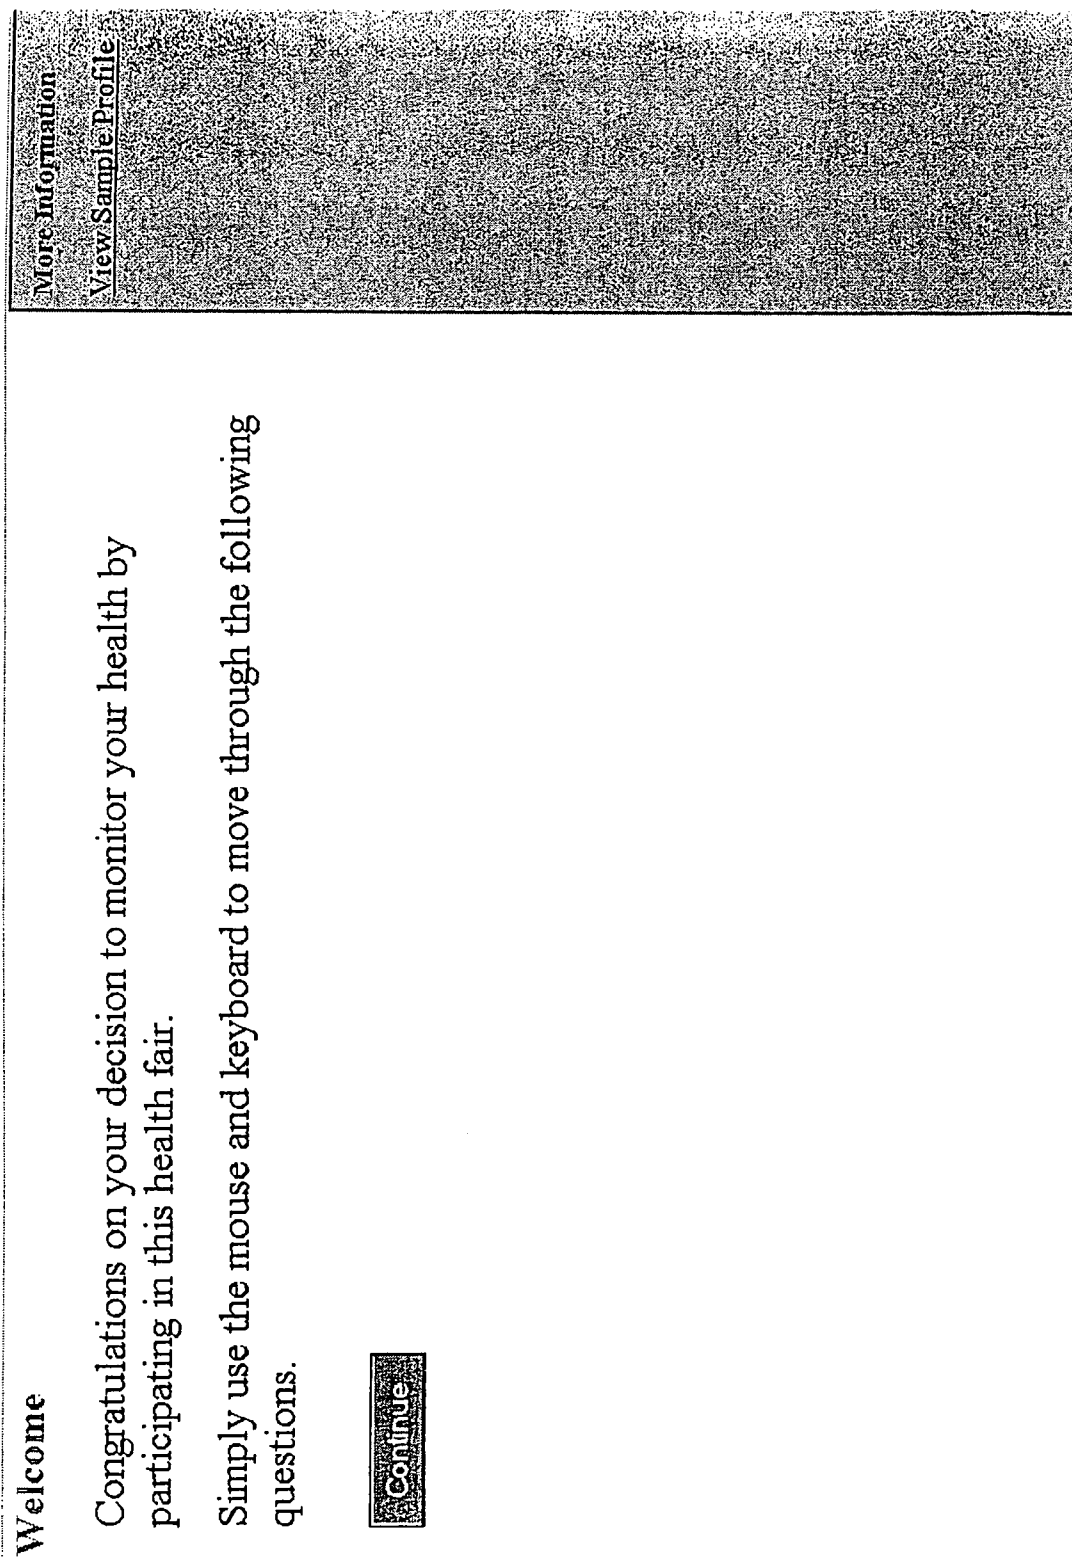 Welcome
Congratulations on your decision to monitor your health by
participating in this health fair.
Simply use the mouse and keyboard to move through the following
questions.
Continue
More Information
View Sample Profile